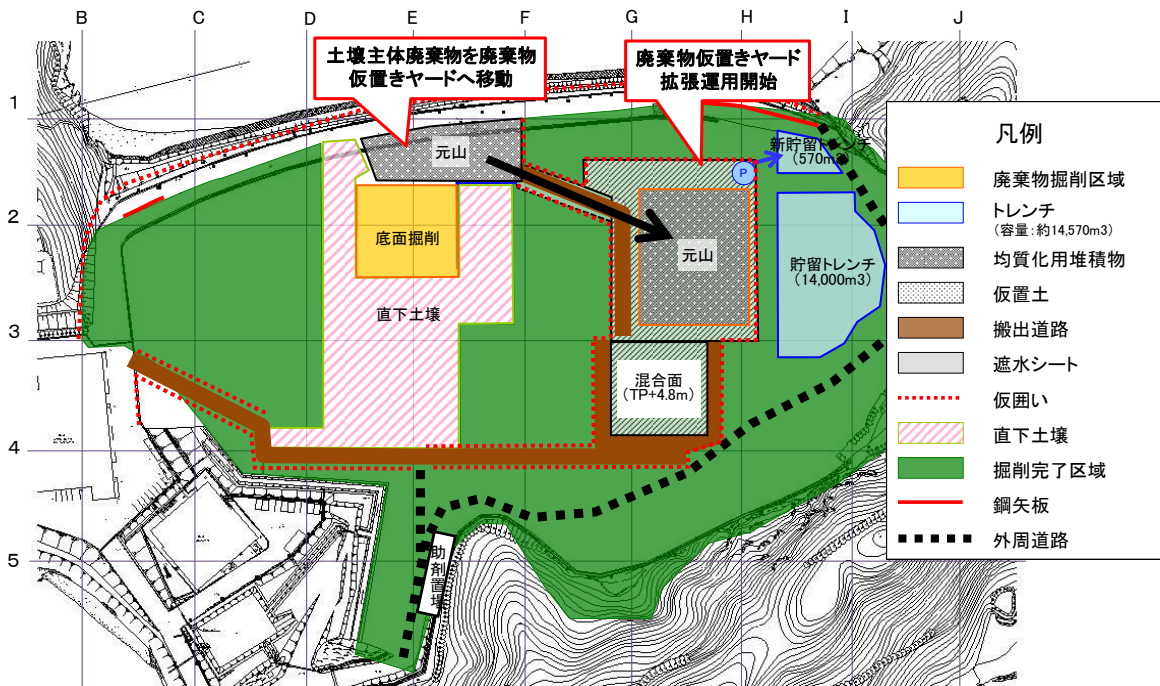 B C D E F G H I J
1
2
3
4
5
土壌主体廃棄物を廃棄物
仮置きヤードへ移動
廃棄物仮置きヤード
拡張運用開始
元山
底面掘削
直下土壌
元山
混合面
(TP+4.8m)
P
新貯留トレンチ
(570m
貯留トレンチ
(14,000m3)
助剤置場
凡例
廃棄物掘削区域
トレンチ
(容量:約14,570m3)
均質化用堆積物
仮置土
搬出道路
遮水シート
仮囲い
直下土壌
掘削完了区域
鋼矢板
外周道路